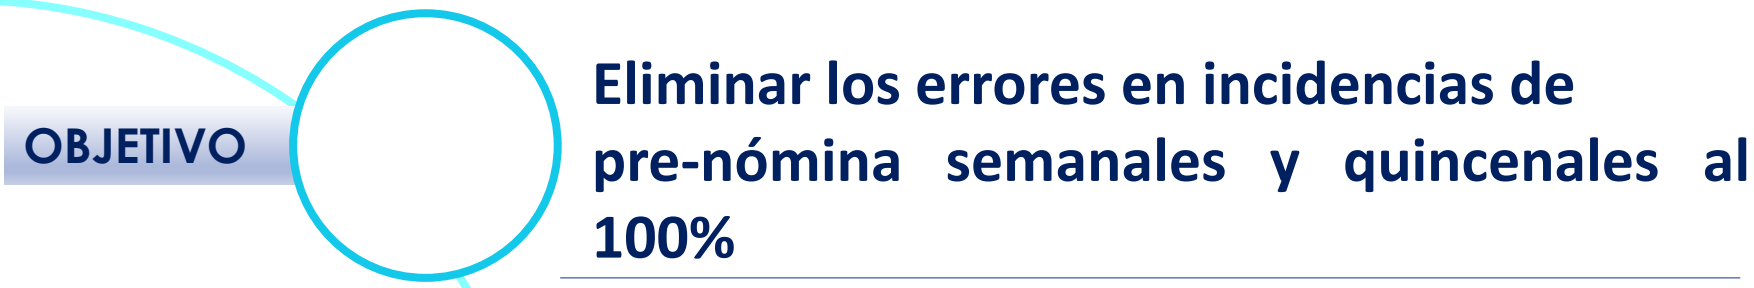 OBJETIVO
Eliminar los errores en incidencias de
pre-nómina semanales y quincenales al
100%